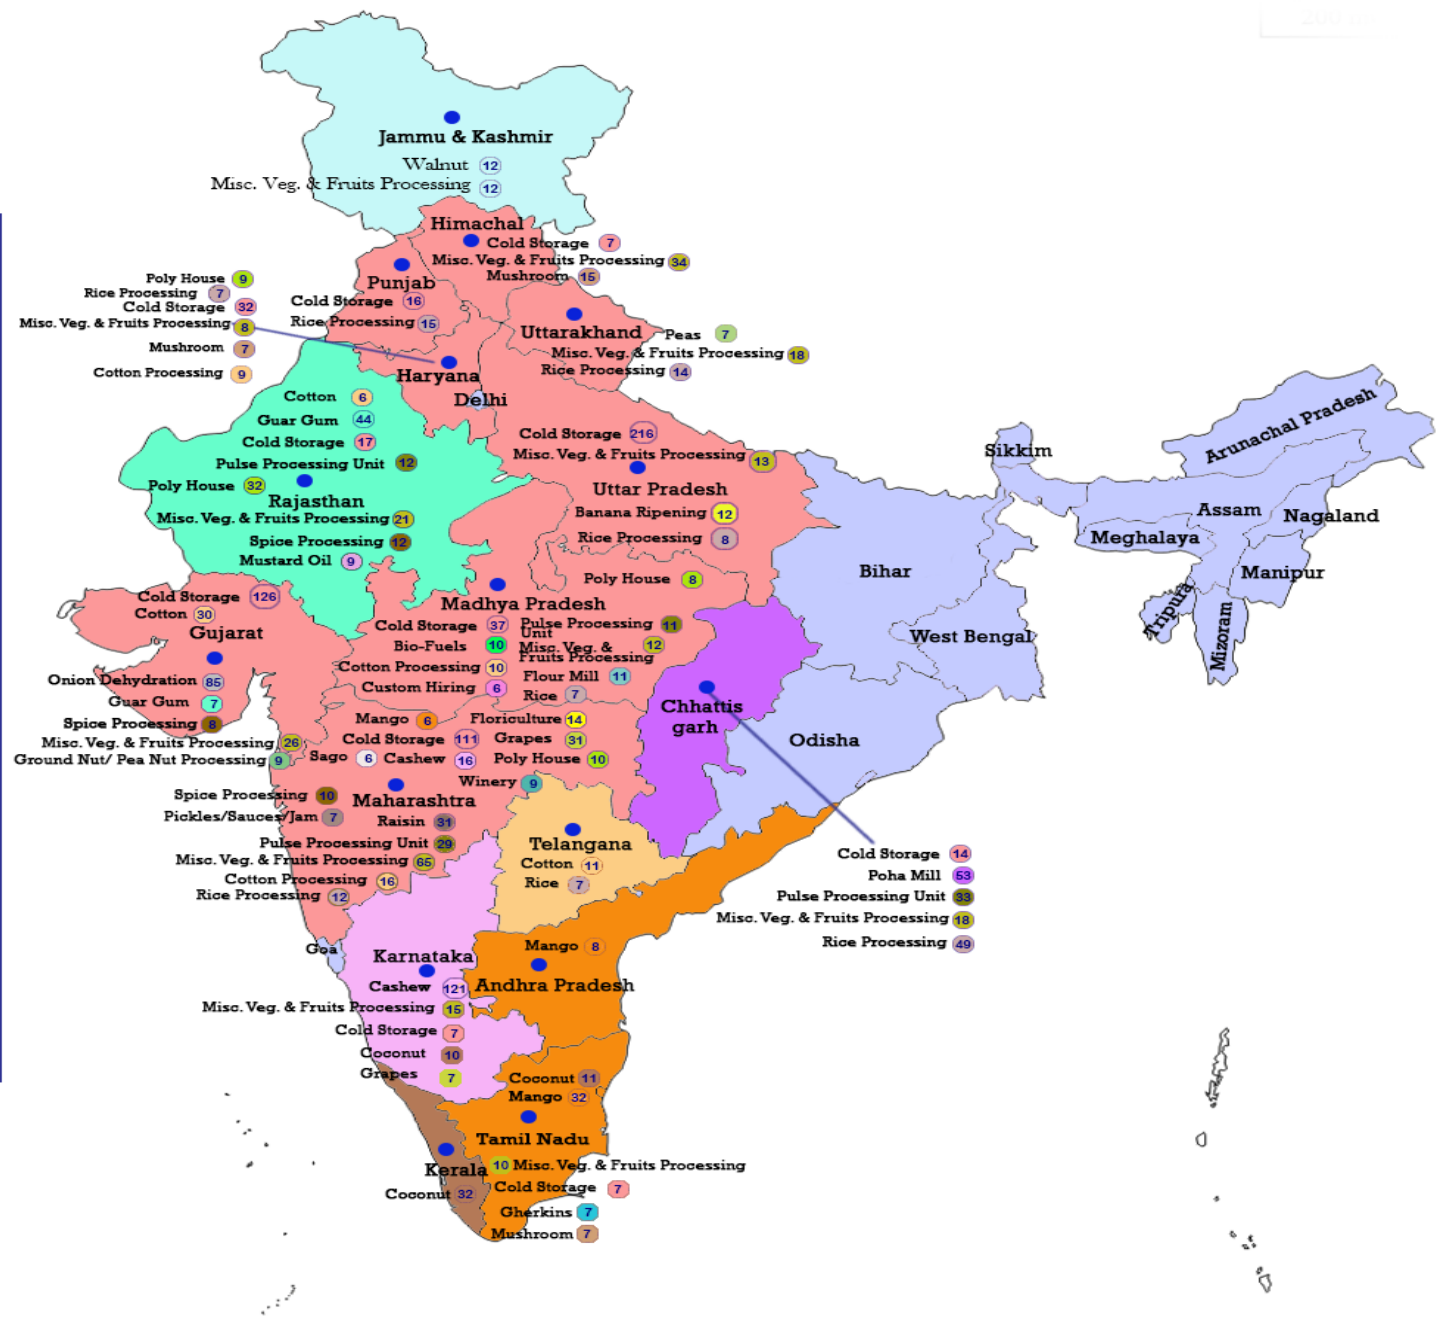 Jammu & Kashmir
Walnut 12
Misc. Veg. & Fruits Processing 12
Himachal
Cold Storage 7
Misc. Veg. & Fruits Processing 34
Mushroom 15
Punjab
Cold Storage 16
Rice Processing 15
Poly House 9
Rice Processing 7
Cold Storage 32
Misc. Veg. & Fruits Processing 8
Mushroom 7
Cotton Processing 9
Haryana
Delhi
Uttarakhand
Peas 7
Misc. Veg. & Fruits Processing 18
Rice Processing 14
Cotton 6
Guar Gum 44
Cold Storage 17
Pulse Processing Unit 12
Poly House 32
Rajasthan
Misc. Veg. & Fruits Processing 21
Spice Processing 12
Mustard Oil 9
Cold Storage 216
Misc. Veg. & Fruits Processing 13
Uttar Pradesh
Banana Ripening 12
Rice Processing 8
Sikkim
Arunachal Pradesh
Assam
Nagaland
Meghalaya
Manipur
Tripura
Mizoram
Bihar
West Bengal
Odisha
Cold Storage 126
Cotton 30
Gujarat
Onion Dehydration 85
Guar Gum 7
Spice Processing 8
Misc. Veg. & Fruits Processing 26
Ground Nut/ Pea Nut Processing 9
Poly House 8
Madhya Pradesh
Cold Storage 37
Bio-Fuels 10
Cotton Processing 10
Custom Hiring 6
Pulse Processing 11
Unit
Misc. Veg. & 12
Fruits Processing
Flour Mill 11
Rice 7
Chhattis
garh
Cold Storage 14
Poha Mill 53
Pulse Processing Unit 33
Misc. Veg. & Fruits Processing 18
Rice Processing 49
Mango 6
Floriculture 14
Cold Storage 111
Grapes 31
Sago 6
Cashew 16
Poly House 10
Winery 9
Spice Processing 10
Maharashtra
Pickles/Sauces/Jam 7
Raisin 31
Pulse Processing Unit 29
Misc. Veg. & Fruits Processing 65
Cotton Processing 16
Rice Processing 12
Telangana
Cotton 11
Rice 7
Goa
Karnataka
Cashew 121
Misc. Veg. & Fruits Processing 15
Cold Storage 7
Coconut 10
Grapes 7
Mango 8
Andhra Pradesh
Coconut 11
Mango 32
Tamil Nadu
10 Misc. Veg. & Fruits Processing
Cold Storage 7
Gherkins 7
Mushroom 7
Kerala
Coconut 32